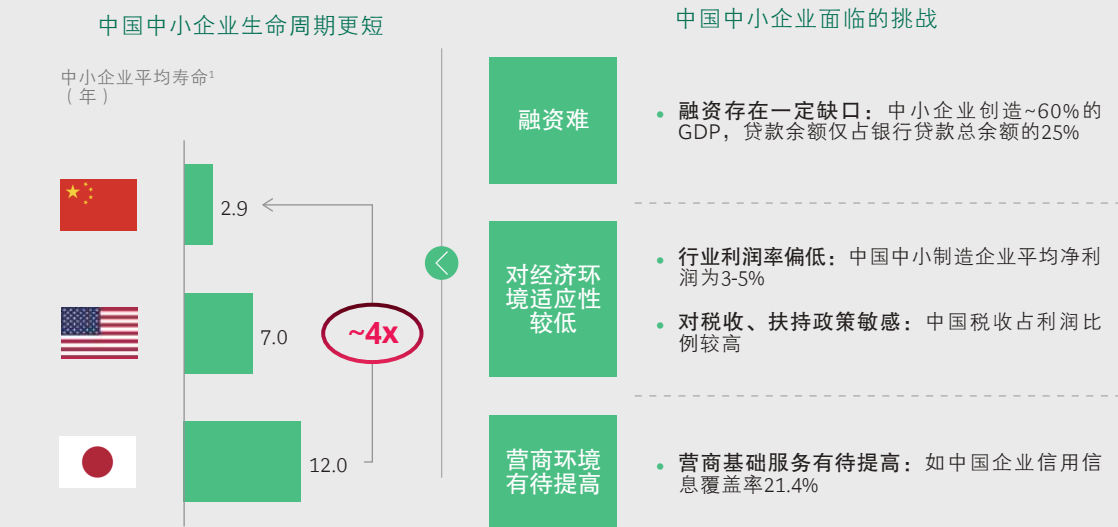 中国中小企业生命周期更短
中小企业平均寿命¹
（年）
2.9
7.0
~4x
12.0
中国中小企业面临的挑战
融资难
• 融资存在一定缺口：中小企业创造~60%的
GDP，贷款余额仅占银行贷款总余额的25%
对经济环
境适应性
较低
• 行业利润率偏低：中国中小制造企业平均净利
润为3-5%
• 对税收、扶持政策敏感：中国税收占利润比
例较高
营商环境
有待提高
• 营商基础服务有待提高：如中国企业信用信
息覆盖率21.4%